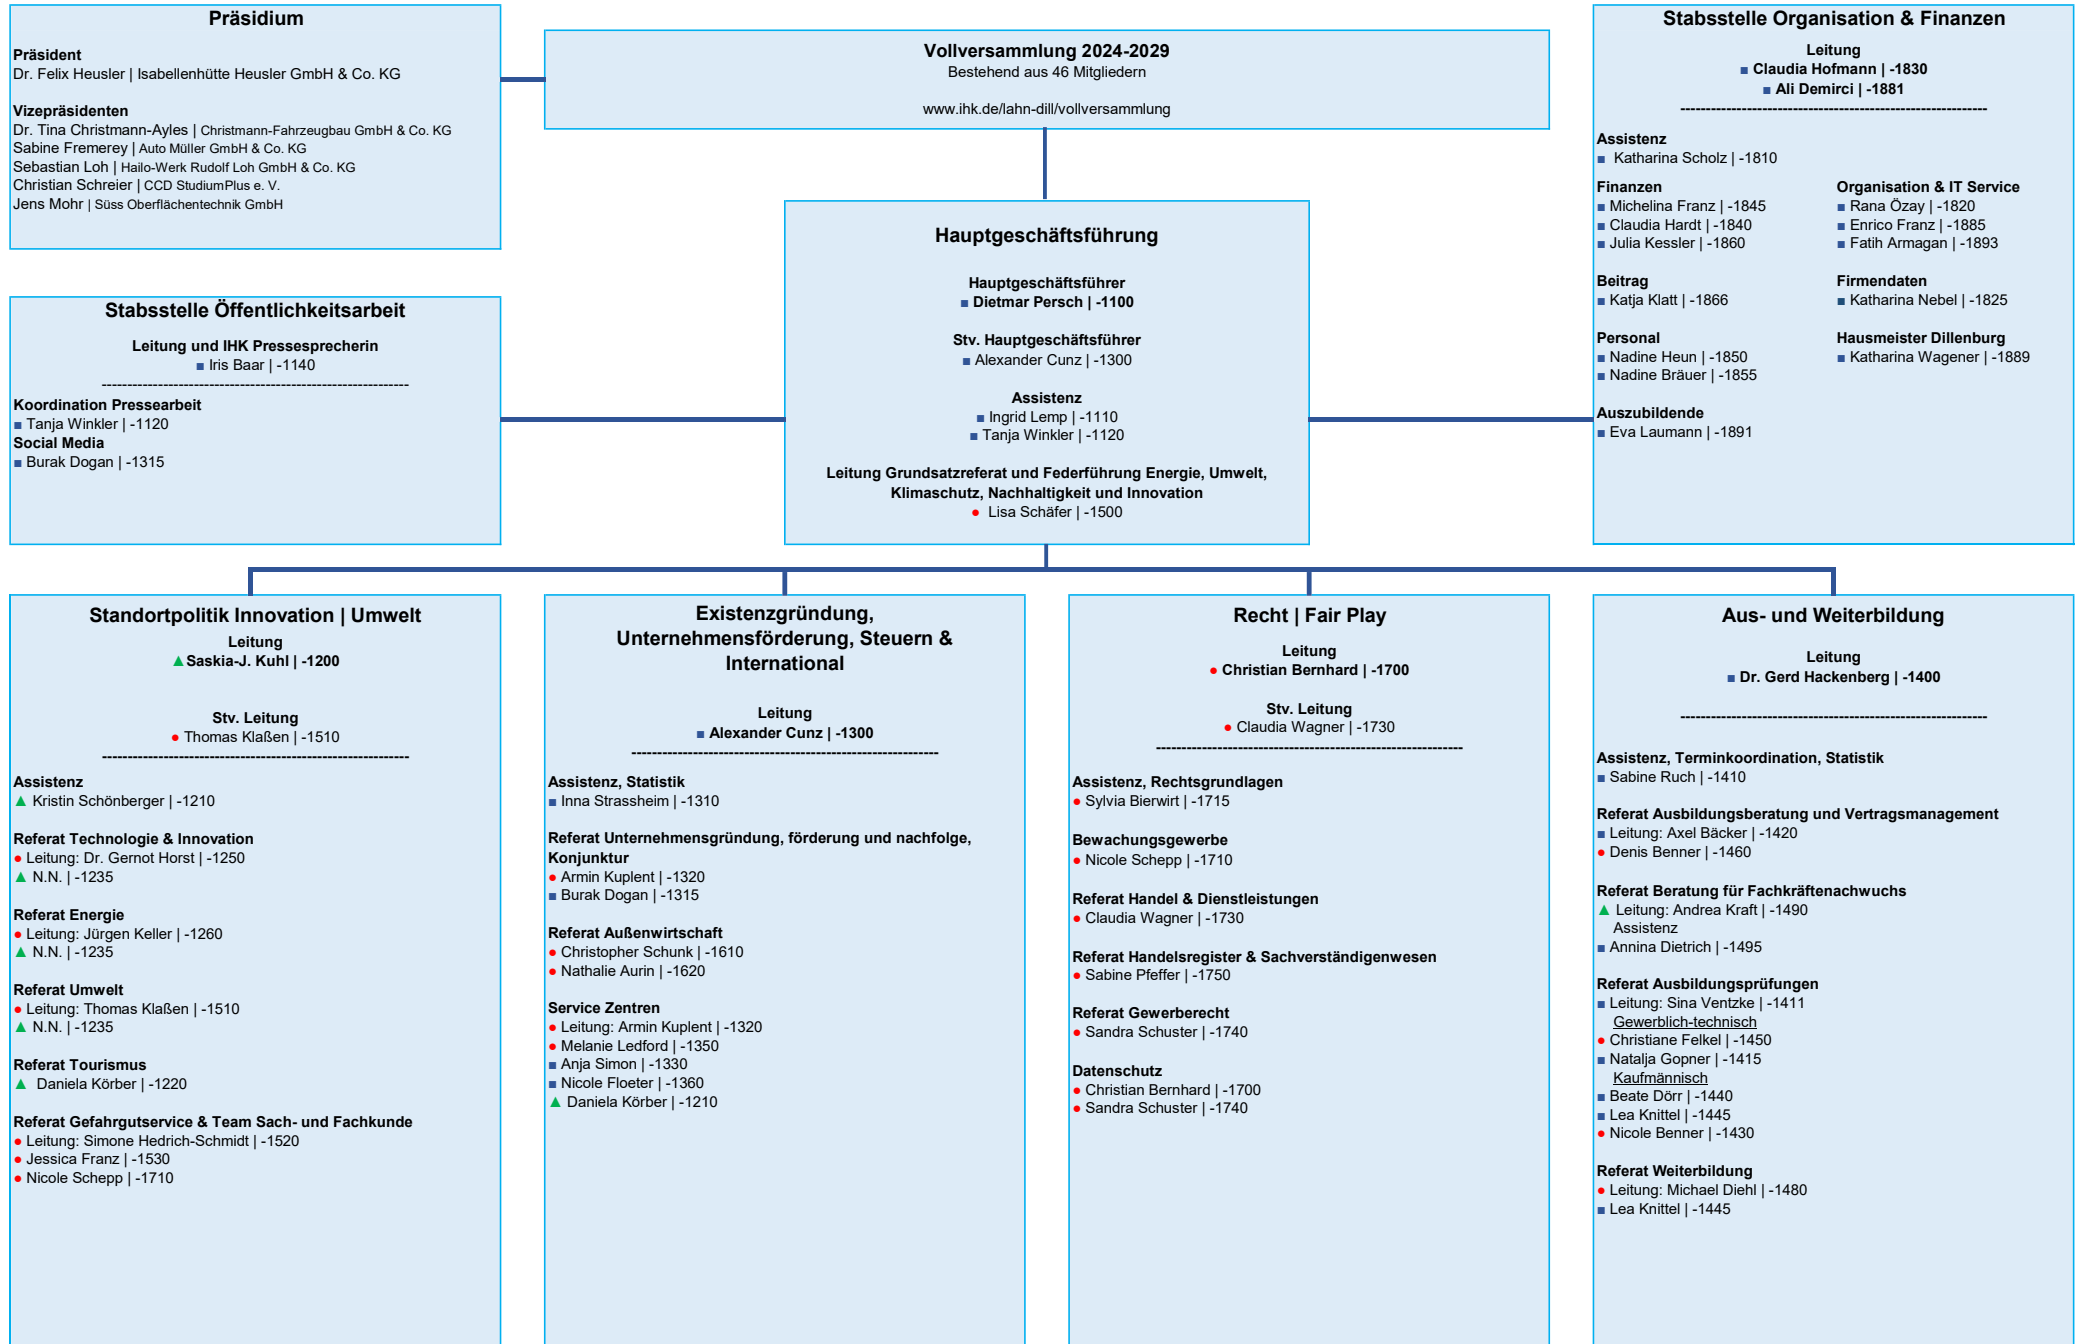 Präsidium
Präsident
Dr. Felix Heusler | Isabellenhütte Heusler GmbH & Co. KG
Vizepräsidenten
Dr. Tina Christmann-Ayles | Christmann-Fahrzeugbau GmbH & Co. KG
Sabine Fremerey | Auto Müller GmbH & Co. KG
Sebastian Loh | Hailo-Werk Rudolf Loh GmbH & Co. KG
Christian Schreier | CCD StudiumPlus e. V.
Jens Mohr | Süss Oberflächentechnik GmbH
Vollversammlung 2024-2029
Bestehend aus 46 Mitgliedern
www.ihk.de/lahn-dill/vollversammlung
Stabsstelle Organisation & Finanzen
Leitung
■ Claudia Hofmann | -1830
■ Ali Demirci | -1881
------------------------------------------------------------
Assistenz
■ Katharina Scholz | -1810
Finanzen
■ Michelina Franz | -1845
■ Claudia Hardt | -1840
■ Julia Kessler | -1860
Organisation & IT Service
■ Rana Özay | -1820
■ Enrico Franz | -1885
■ Fatih Armagan | -1893
Beitrag
■ Katja Klatt | -1866
Firmendaten
■ Katharina Nebel | -1825
Personal
■ Nadine Heun | -1850
■ Nadine Bräuer | -1855
Hausmeister Dillenburg
■ Katharina Wagener | -1889
Auszubildende
■ Eva Laumann | -1891
Stabsstelle Öffentlichkeitsarbeit
Leitung und IHK Pressesprecherin
■ Iris Baar | -1140
------------------------------------------------------------
Koordination Pressearbeit
■ Tanja Winkler | -1120
Social Media
■ Burak Dogan | -1315
Hauptgeschäftsführung
Hauptgeschäftsführer
■ Dietmar Persch | -1100
Stv. Hauptgeschäftsführer
■ Alexander Cunz | -1300
Assistenz
■ Ingrid Lemp | -1110
■ Tanja Winkler | -1120
Leitung Grundsatzreferat und Federführung Energie, Umwelt,
Klimaschutz, Nachhaltigkeit und Innovation
● Lisa Schäfer | -1500
Standortpolitik Innovation | Umwelt
Leitung
▲Saskia-J. Kuhl | -1200
Stv. Leitung
● Thomas Klaßen | -1510
------------------------------------------------------------
Assistenz
▲ Kristin Schönberger | -1210
Referat Technologie & Innovation
● Leitung: Dr. Gernot Horst | -1250
▲ N.N. | -1235
Referat Energie
● Leitung: Jürgen Keller | -1260
▲ N.N. | -1235
Referat Umwelt
● Leitung: Thomas Klaßen | -1510
▲ N.N. | -1235
Referat Tourismus
▲ Daniela Körber | -1220
Referat Gefahrgutservice & Team Sach- und Fachkunde
● Leitung: Simone Hedrich-Schmidt | -1520
● Jessica Franz | -1530
● Nicole Schepp | -1710
Existenzgründung,
Unternehmensförderung, Steuern &
International
Leitung
■ Alexander Cunz | -1300
------------------------------------------------------------
Assistenz, Statistik
■ Inna Strassheim | -1310
Referat Unternehmensgründung, förderung und nachfolge,
Konjunktur
● Armin Kuplent | -1320
■ Burak Dogan | -1315
Referat Außenwirtschaft
● Christopher Schunk | -1610
● Nathalie Aurin | -1620
Service Zentren
● Leitung: Armin Kuplent | -1320
● Melanie Ledford | -1350
■ Anja Simon | -1330
■ Nicole Floeter | -1360
▲ Daniela Körber | -1210
Recht | Fair Play
Leitung
● Christian Bernhard | -1700
Stv. Leitung
● Claudia Wagner | -1730
------------------------------------------------------------
Assistenz, Rechtsgrundlagen
● Sylvia Bierwirt | -1715
Bewachungsgewerbe
● Nicole Schepp | -1710
Referat Handel & Dienstleistungen
● Claudia Wagner | -1730
Referat Handelsregister & Sachverständigenwesen
● Sabine Pfeffer | -1750
Referat Gewerberecht
● Sandra Schuster | -1740
Datenschutz
● Christian Bernhard | -1700
● Sandra Schuster | -1740
Aus- und Weiterbildung
Leitung
■ Dr. Gerd Hackenberg | -1400
------------------------------------------------------------
Assistenz, Terminkoordination, Statistik
■ Sabine Ruch | -1410
Referat Ausbildungsberatung und Vertragsmanagement
■ Leitung: Axel Bäcker | -1420
● Denis Benner | -1460
Referat Beratung für Fachkräftenachwuchs
▲ Leitung: Andrea Kraft | -1490
Assistenz
■ Annina Dietrich | -1495
Referat Ausbildungsprüfungen
■ Leitung: Sina Ventzke | -1411
Gewerblich-technisch
● Christiane Felkel | -1450
■ Natalja Gopner | -1415
Kaufmännisch
■ Beate Dörr | -1440
■ Lea Knittel | -1445
● Nicole Benner | -1430
Referat Weiterbildung
● Leitung: Michael Diehl | -1480
■ Lea Knittel | -1445